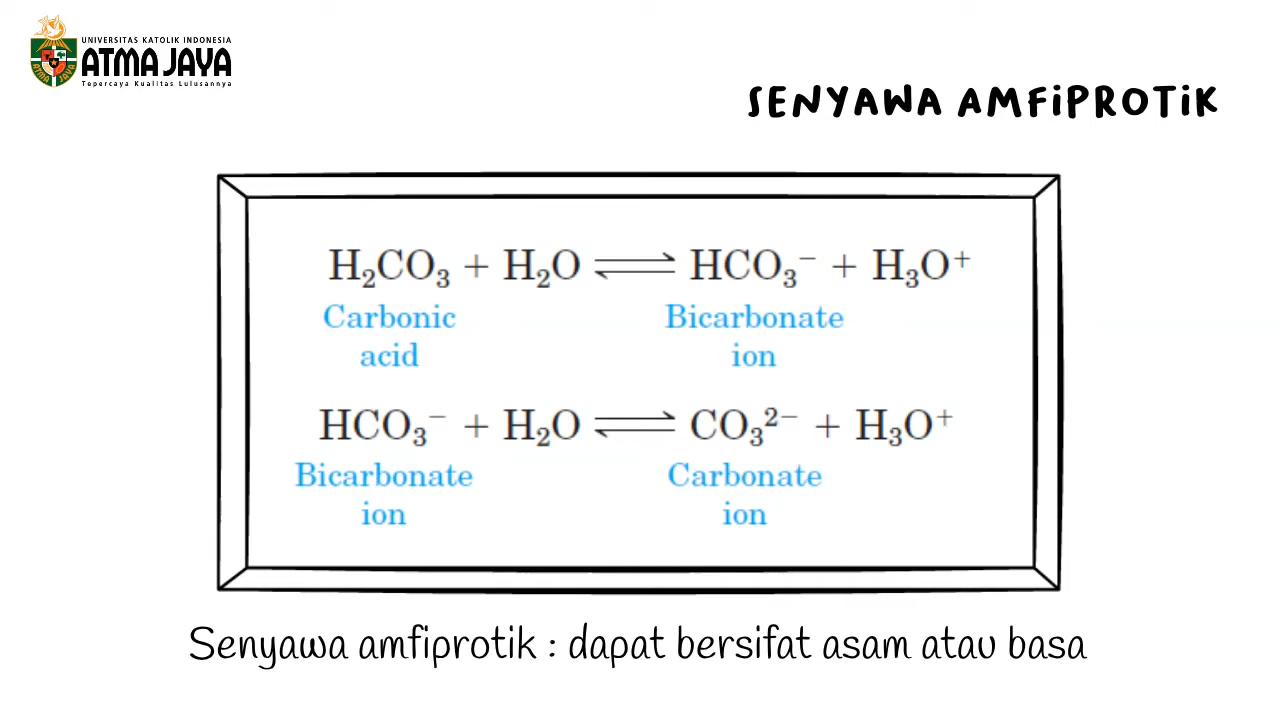 UNIVERSITAS KATOLIK INDONESIA
ATMA JAYA
Tepercaya Kualitas Lulusannya
SENYAWA AMFiPROTiK
H₂CO₃ + H₂O ⇌ HCO₃⁻ + H₃O⁺
Carbonic Bicarbonate
acid ion
HCO₃⁻ + H₂O ⇌ CO₃²⁻ + H₃O⁺
Bicarbonate Carbonate
ion ion
Senyawa amfiprotik : dapat bersifat asam atau basa